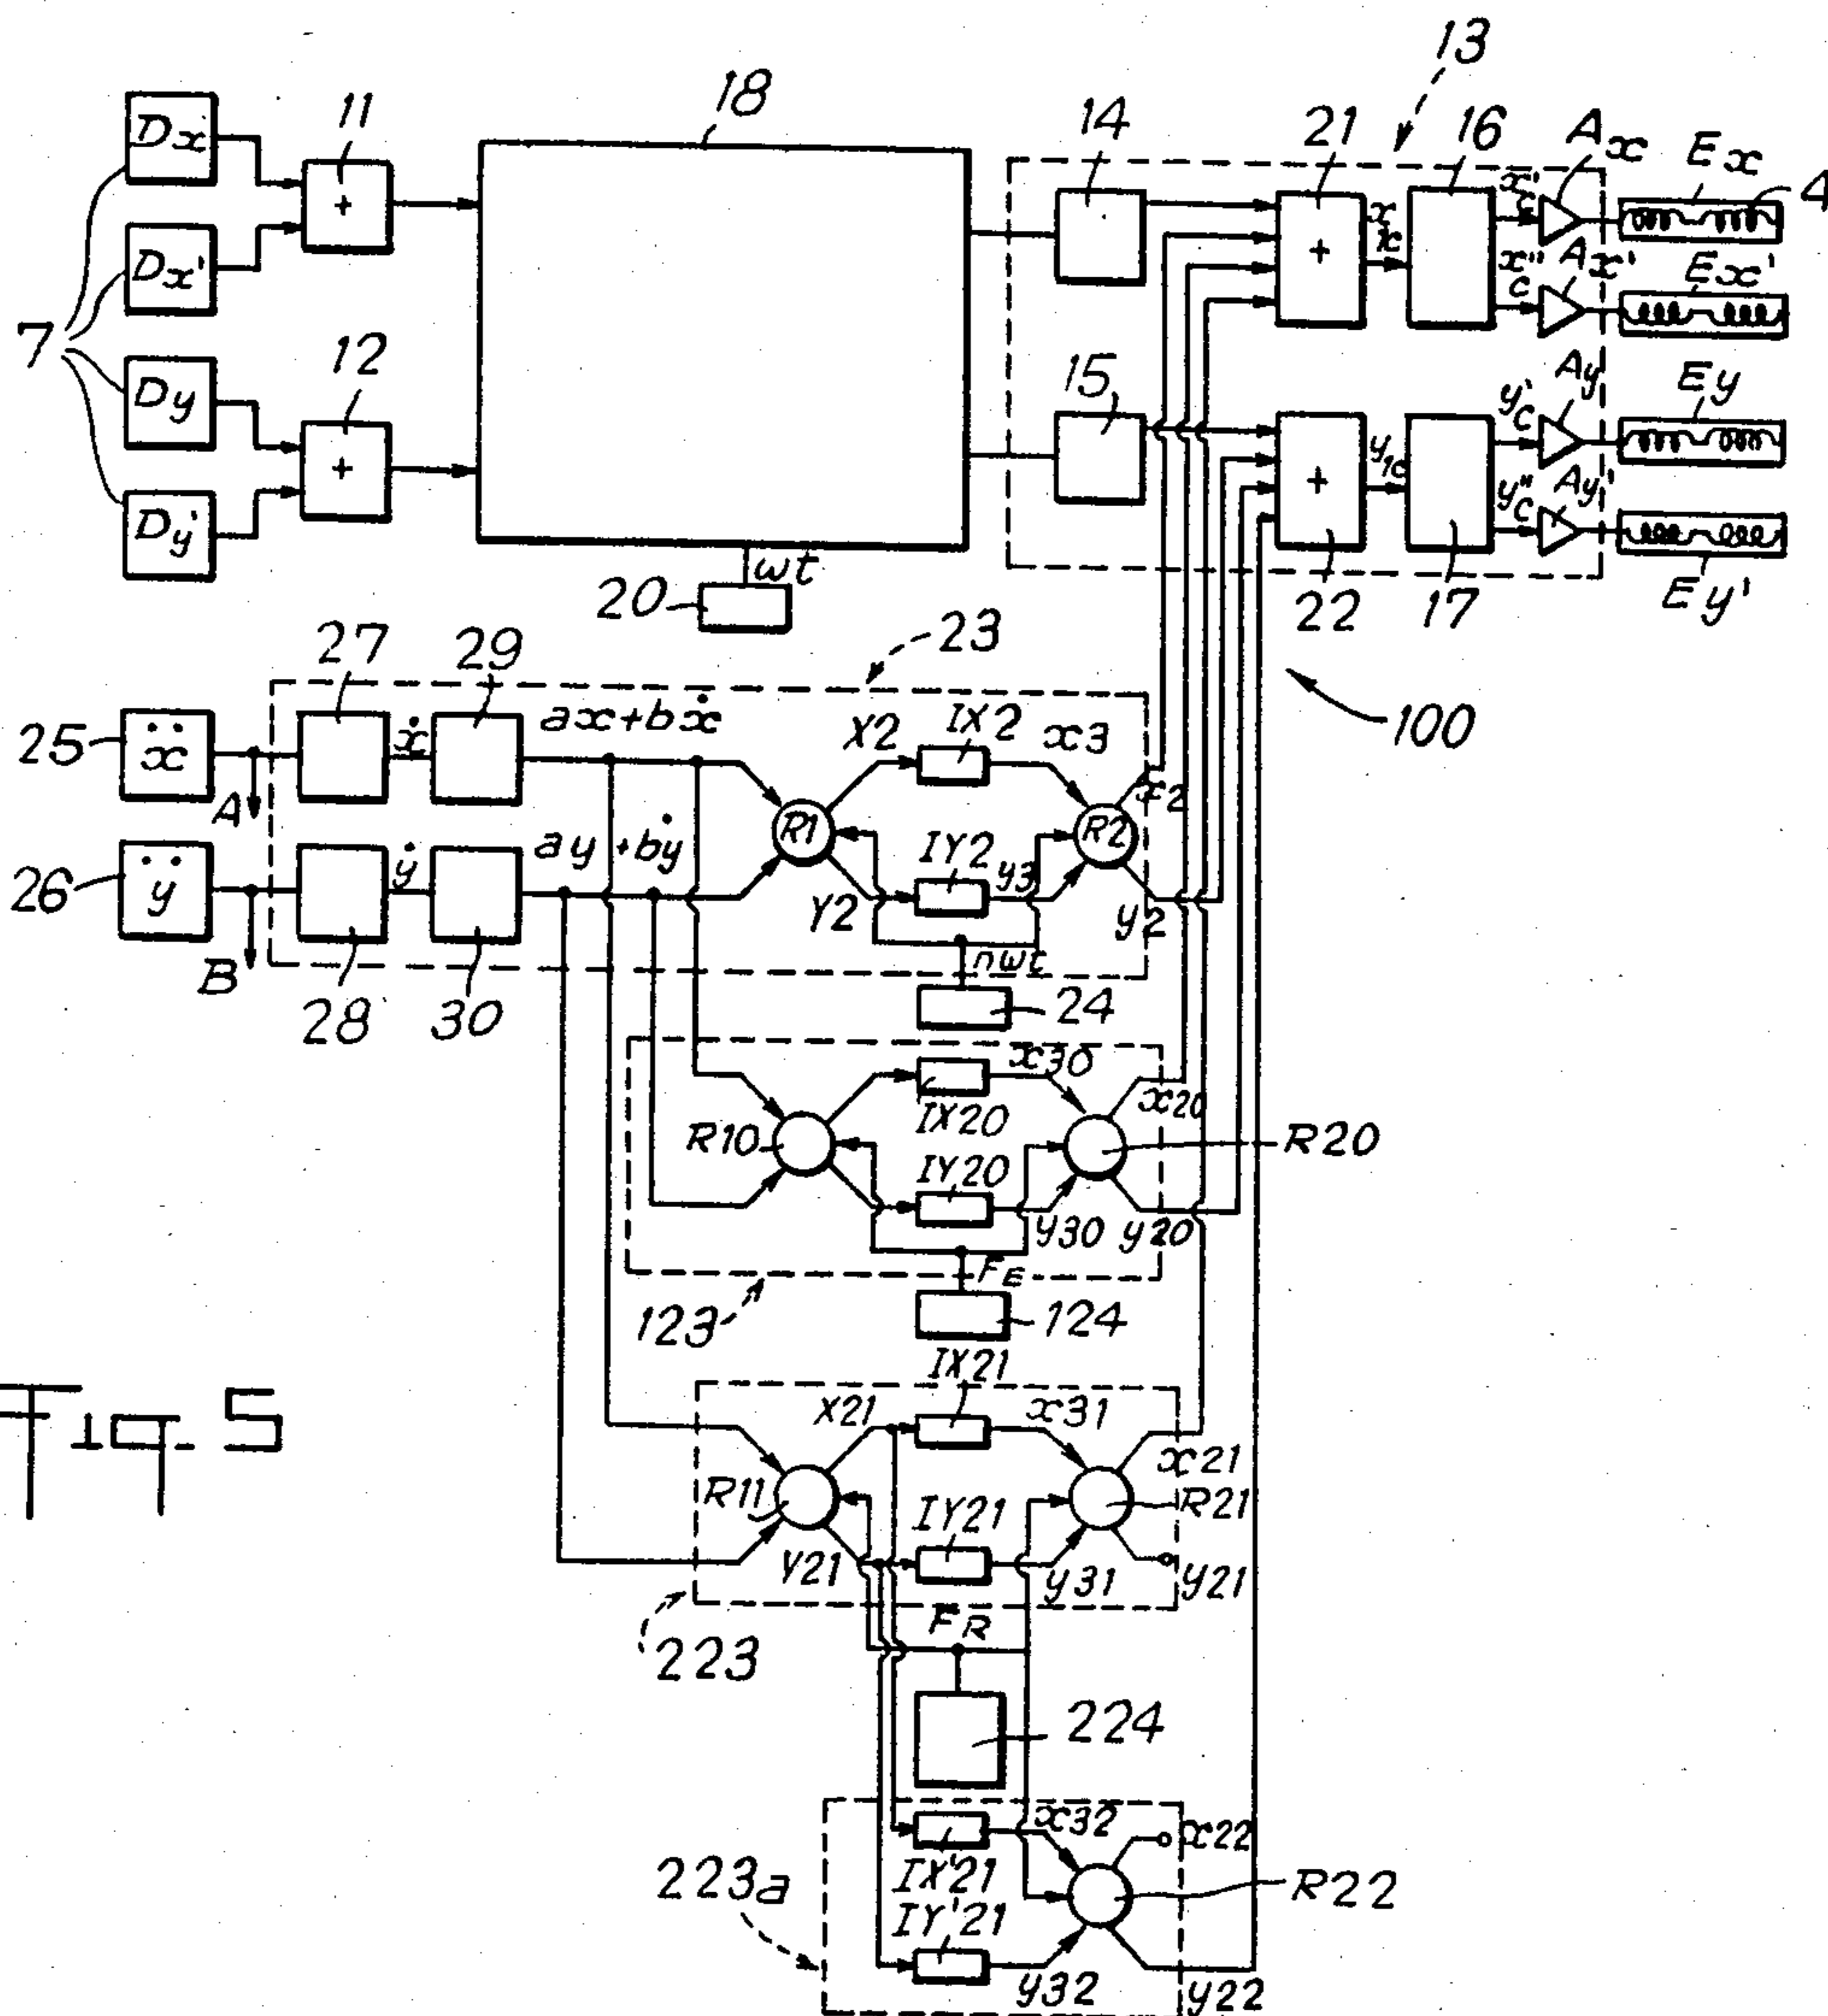 13
18
11
14
21
16
Ax
Ex
4
Dx
+
x'c
x1c
+
x"c
Ax'
Ex'
Dx'
7
12
15
Ay
Ey
Dy
y'c
y1c
+
+
y"c
Ay'
Dy'
ωt
20
22
17
Ey'
23
27
29
100
25
ẍ
ẋ
ax+bẋ
X2
IX2
x3
A
R1
R2
x2
26
ÿ
ẏ
ay+bẏ
IY2
y3
Y2
y2
B
nωt
28
30
24
x30
x20
IX20
R10
R20
IY20
y30
y20
FE
123
124
IX21
Fig. 5
X21
x31
x21
R11
IY21
R21
Y21
y31
y21
FR
223
224
x32
x22
223a
IX'21
R22
IY'21
y32
y22